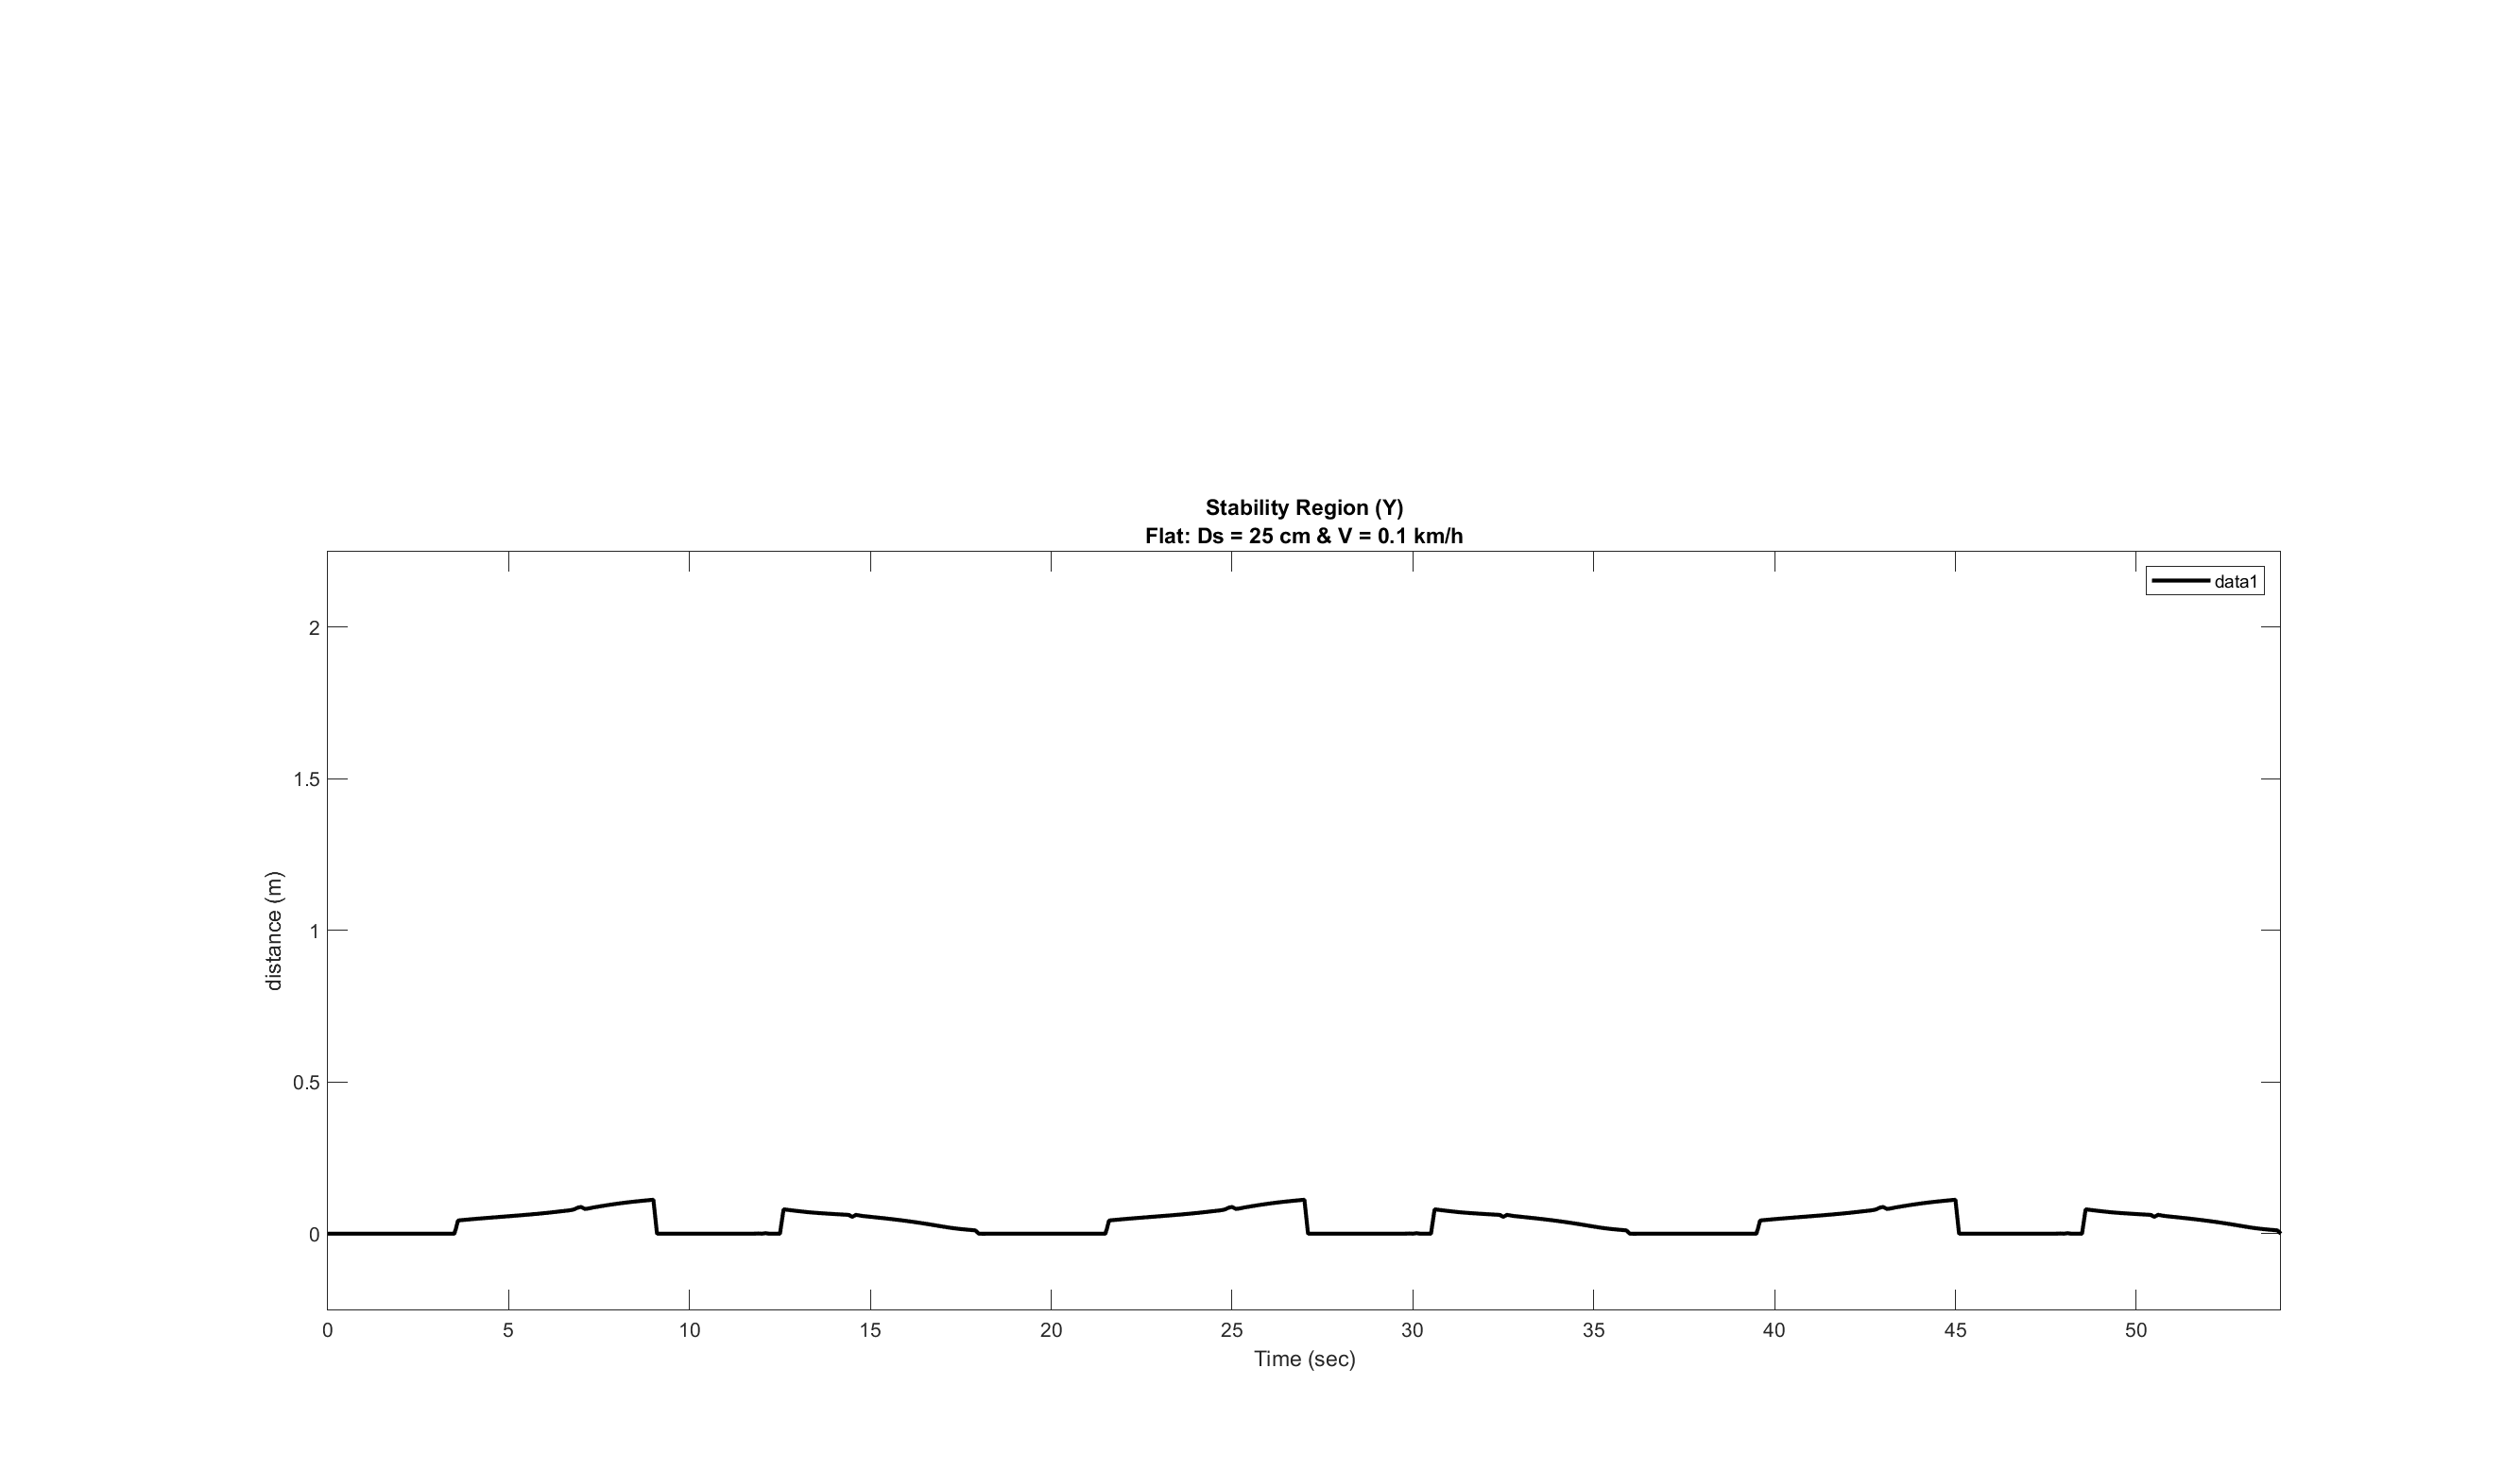 Stability Region (Y)
Flat: Ds = 25 cm & V = 0.1 km/h
data1
2
1.5
1
0.5
0
distance (m)
0 5 10 15 20 25 30 35 40 45 50
Time (sec)